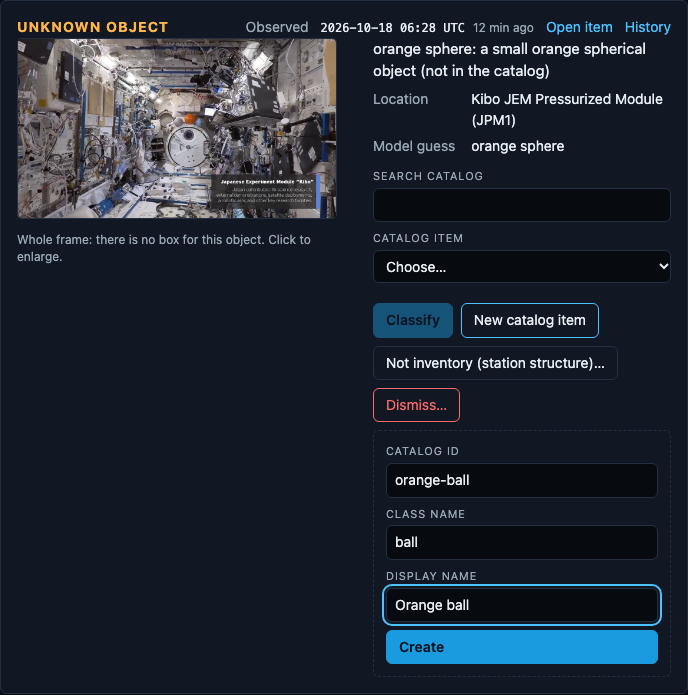 UNKNOWN OBJECT
Observed 2026-10-18 06:28 UTC 12 min ago Open item History
Japanese Experiment Module "Kibo"
orange sphere: a small orange spherical
object (not in the catalog)
Location Kibo JEM Pressurized Module
(JPM1)
Model guess orange sphere
Whole frame: there is no box for this object. Click to
enlarge.
SEARCH CATALOG
CATALOG ITEM
Choose...
Classify
New catalog item
Not inventory (station structure)...
Dismiss...
CATALOG ID
orange-ball
CLASS NAME
ball
DISPLAY NAME
Orange ball
Create